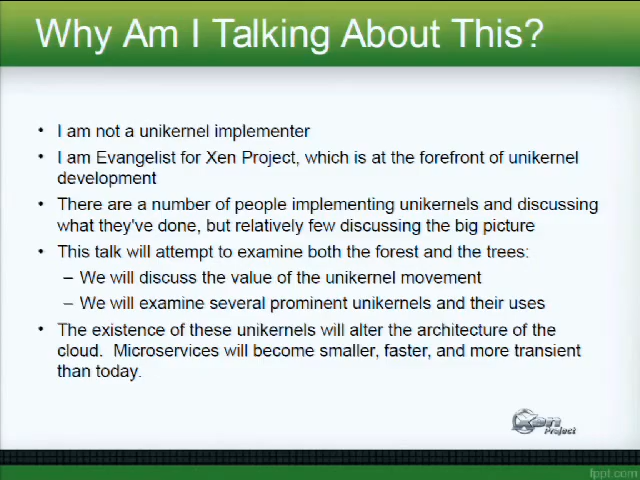 Why Am I Talking About This?
• I am not a unikernel implementer
• I am Evangelist for Xen Project, which is at the forefront of unikernel
development
• There are a number of people implementing unikernels and discussing
what they've done, but relatively few discussing the big picture
• This talk will attempt to examine both the forest and the trees:
– We will discuss the value of the unikernel movement
– We will examine several prominent unikernels and their uses
• The existence of these unikernels will alter the architecture of the
cloud.  Microservices will become smaller, faster, and more transient
than today.
Xen
Project
fppt.com